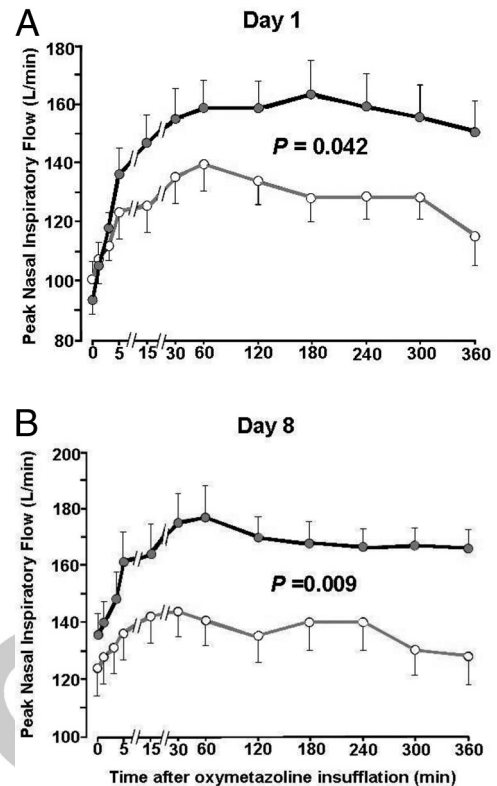 A
Day 1
Peak Nasal Inspiratory Flow (L/min)
180
160
140
120
100
80
P = 0.042
0 5 15 30 60 120 180 240 300 360
B
Day 8
Peak Nasal Inspiratory Flow (L/min)
200
180
160
140
120
100
P =0.009
0 5 15 30 60 120 180 240 300 360
Time after oxymetazoline insufflation (min)